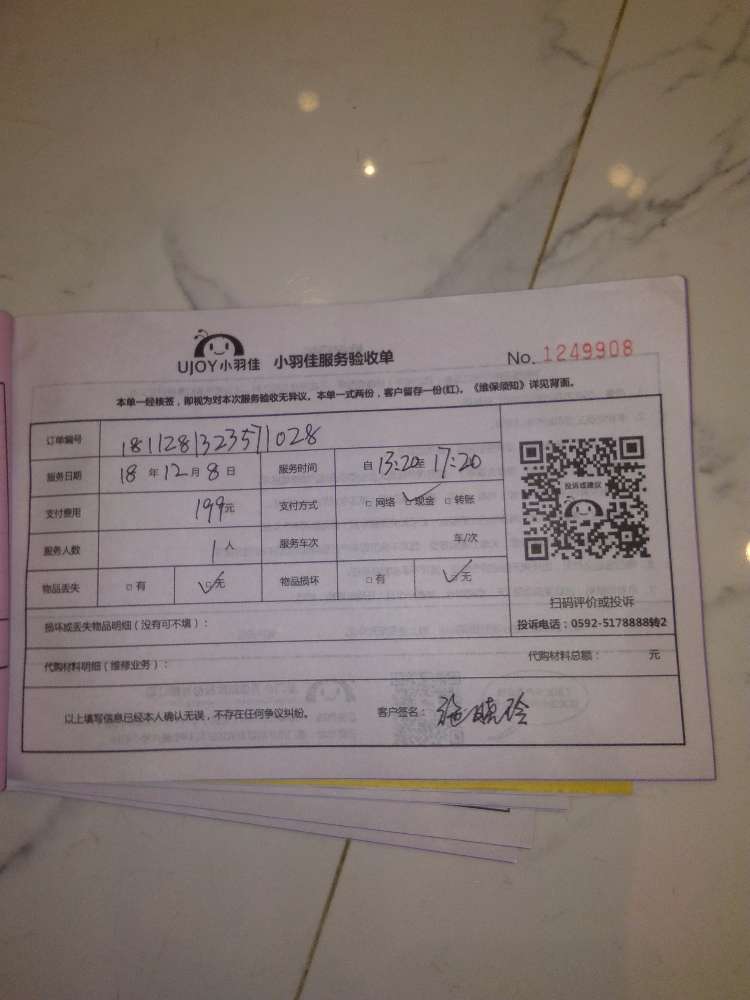 UJOY小羽佳 小羽佳服务验收单 No. 1249908
本单一经核签，即视为对本次服务验收无异议。本单一式两份，客户留存一份(红)。《维保须知》详见背面。
订单编号 1811281323571028
服务日期 18 年 12 月 8 日 服务时间 自 13:20 至 17:20
支付费用 199元 支付方式 □ 网络 □ 现金 □ 转账
服务人数 1 人 服务车次 车/次
物品丢失 □ 有 □ 无 物品损坏 □ 有 □ 无
投诉或建议
扫码评价或投诉
投诉电话：0592-5178888转2
损坏或丢失物品明细（没有可不填）：
代购材料明细（维修业务）： 代购材料总额： 元
以上填写信息已经本人确认无误，不存在任何争议纠纷。 客户签名： 施晓玲